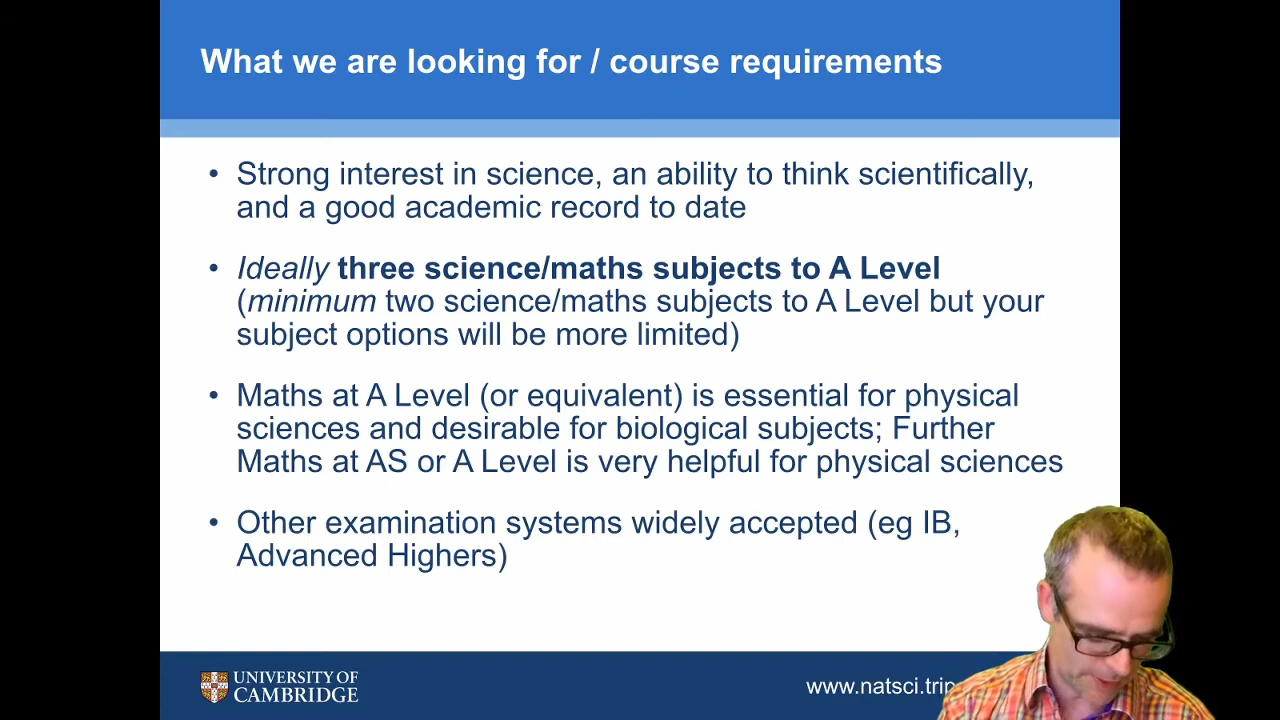 What we are looking for / course requirements
• Strong interest in science, an ability to think scientifically,
and a good academic record to date
• Ideally three science/maths subjects to A Level
(minimum two science/maths subjects to A Level but your
subject options will be more limited)
• Maths at A Level (or equivalent) is essential for physical
sciences and desirable for biological subjects; Further
Maths at AS or A Level is very helpful for physical sciences
• Other examination systems widely accepted (eg IB,
Advanced Highers)
UNIVERSITY OF
CAMBRIDGE
www.natsci.trip